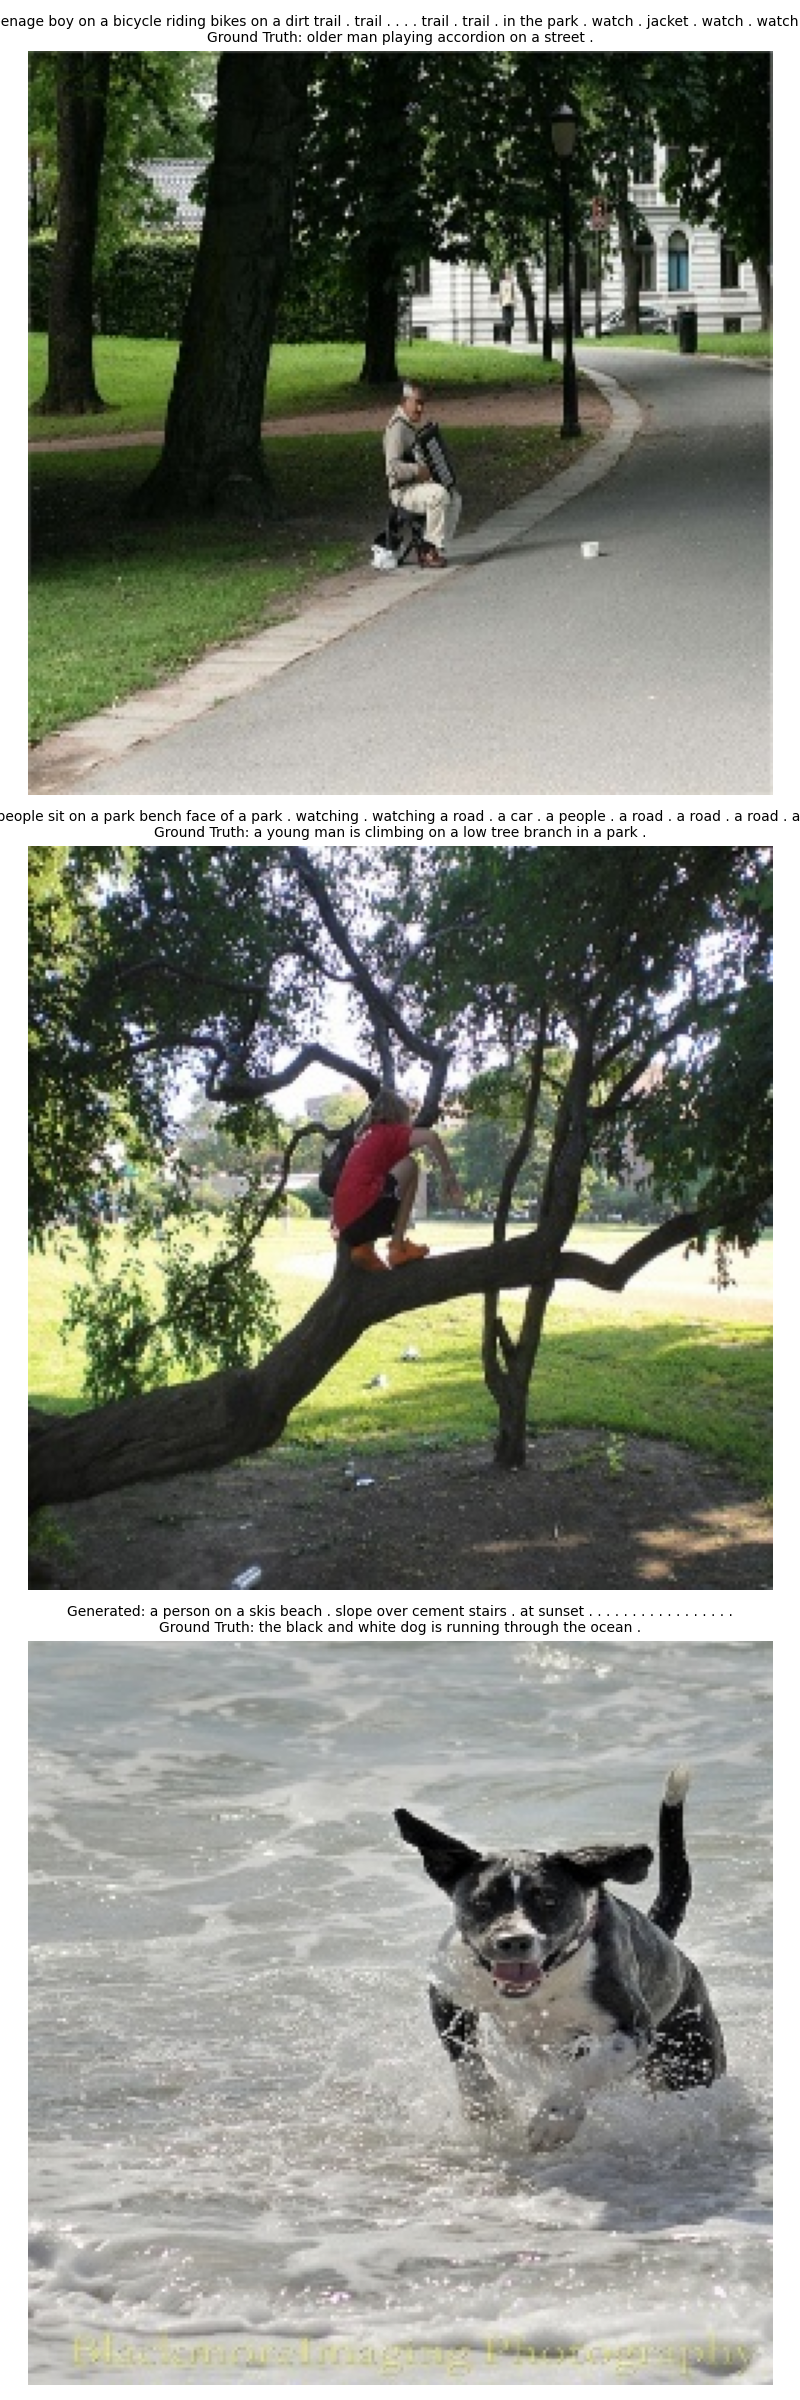 enage boy on a bicycle riding bikes on a dirt trail . trail . . . . trail . trail . in the park . watch . jacket . watch . watch
Ground Truth: older man playing accordion on a street .
people sit on a park bench face of a park . watching . watching a road . a car . a people . a road . a road . a road . a
Ground Truth: a young man is climbing on a low tree branch in a park .
Generated: a person on a skis beach . slope over cement stairs . at sunset . . . . . . . . . . . . . . . . .
Ground Truth: the black and white dog is running through the ocean .
BlackmoreImaging Photography